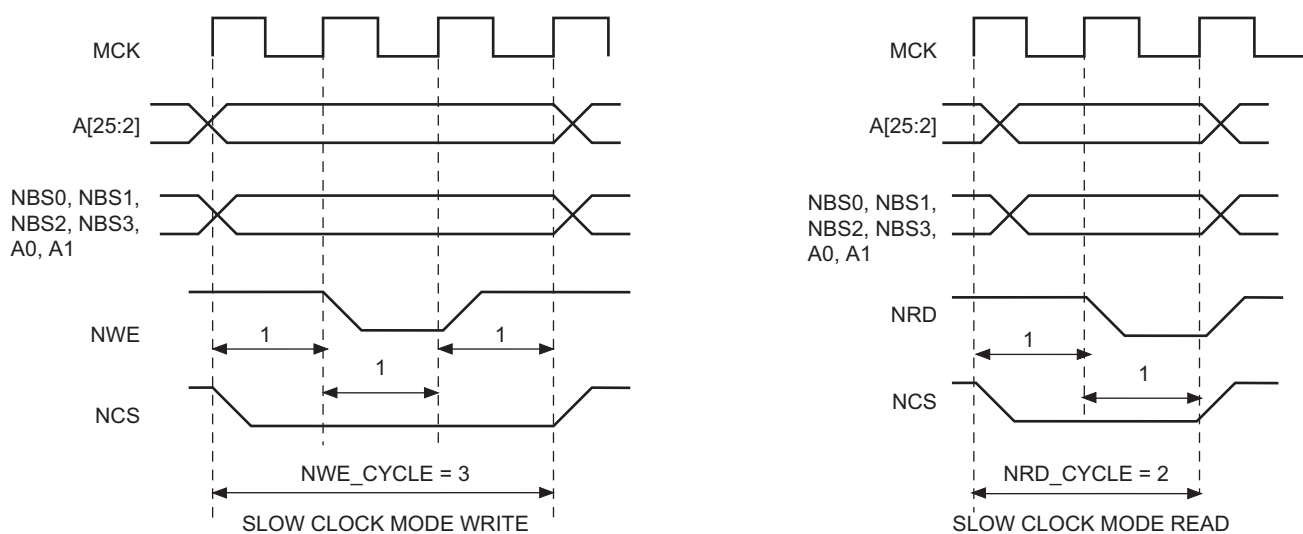 MCK
A[25:2]
NBS0, NBS1,
NBS2, NBS3,
A0, A1
NWE
1
1
1
NCS
NWE_CYCLE = 3
SLOW CLOCK MODE WRITE
MCK
A[25:2]
NBS0, NBS1,
NBS2, NBS3,
A0, A1
NRD
1
1
NCS
NRD_CYCLE = 2
SLOW CLOCK MODE READ